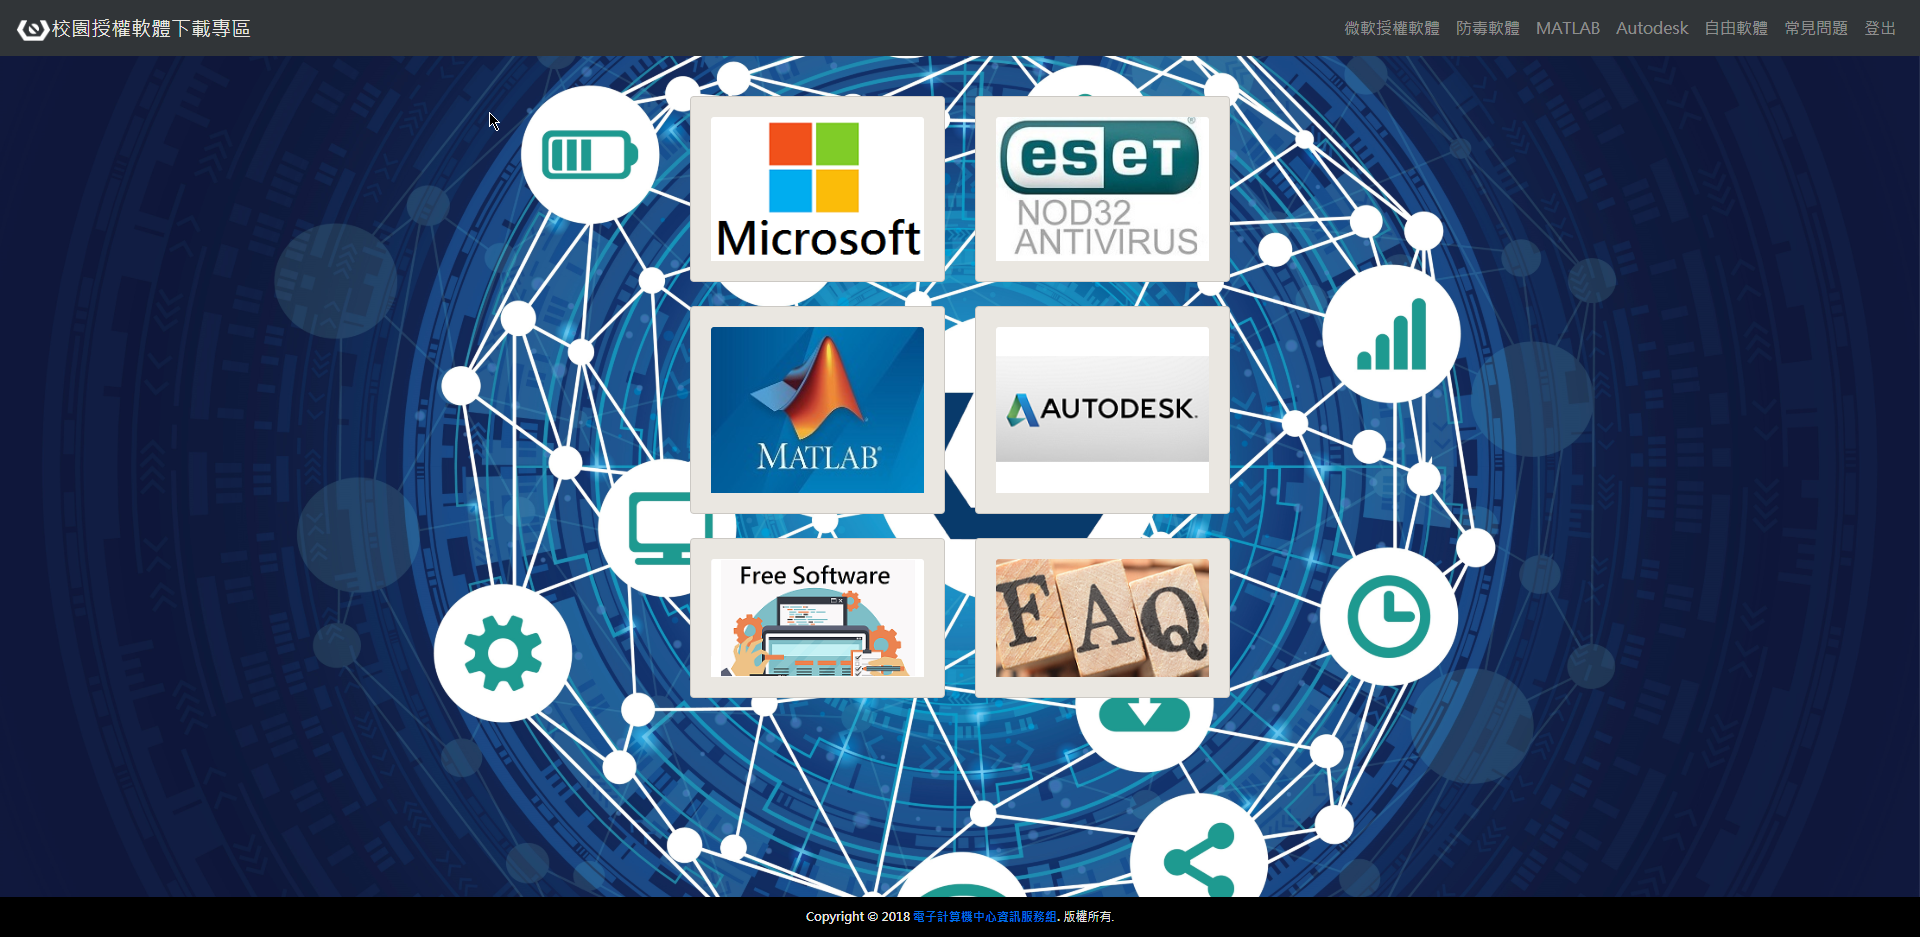 校園授權軟體下載專區
微軟授權軟體 防毒軟體 MATLAB Autodesk 自由軟體 常見問題 登出
Microsoft
eseT ®
NOD32
ANTIVIRUS
MATLAB®
AUTODESK.
Free Software
FAQ
Copyright © 2018 電子計算機中心資訊服務組. 版權所有.